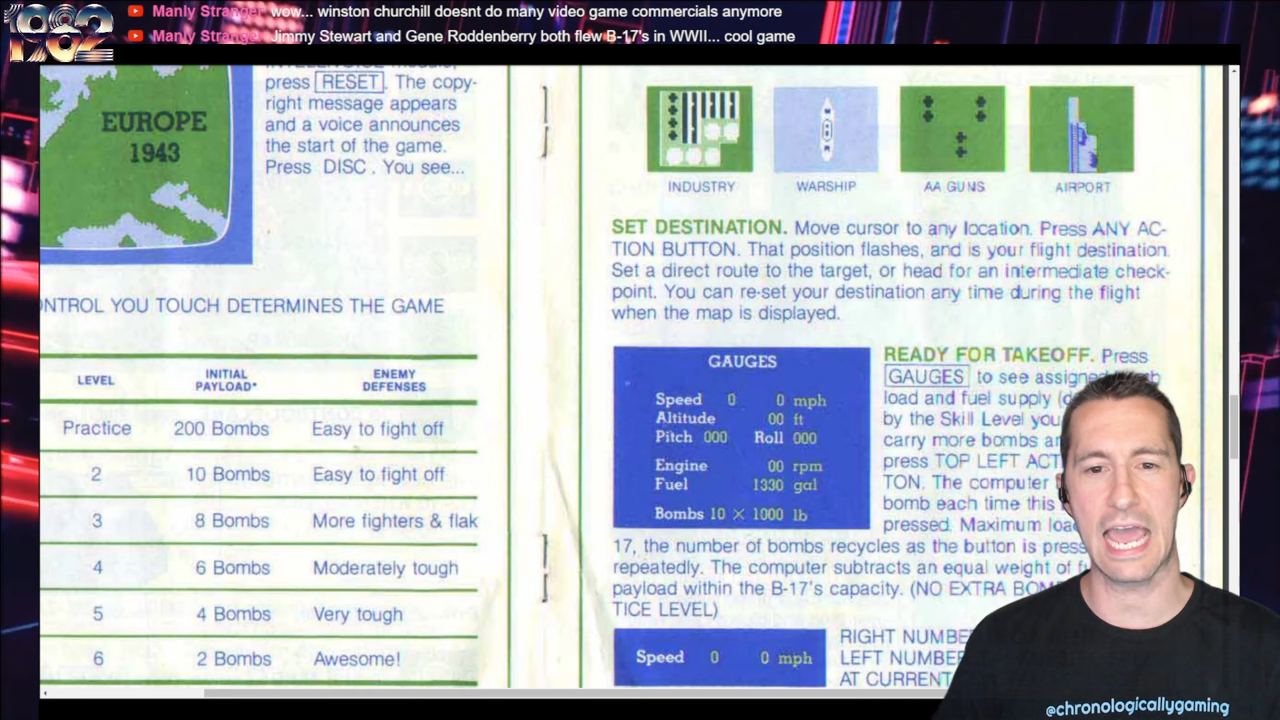 1982
Manly Stranger wow... winston churchill doesnt do many video game commercials anymore
Manly Stranger Jimmy Stewart and Gene Roddenberry both flew B-17's in WWII... cool game
press RESET. The copy-
right message appears
and a voice announces
the start of the game.
Press DISC . You see...
EUROPE
1943
ONTROL YOU TOUCH DETERMINES THE GAME
LEVEL INITIAL PAYLOAD* ENEMY DEFENSES
Practice 200 Bombs Easy to fight off
2 10 Bombs Easy to fight off
3 8 Bombs More fighters & flak
4 6 Bombs Moderately tough
5 4 Bombs Very tough
6 2 Bombs Awesome!
INDUSTRY WARSHIP AA GUNS AIRPORT
SET DESTINATION. Move cursor to any location. Press ANY AC-
TION BUTTON. That position flashes, and is your flight destination.
Set a direct route to the target, or head for an intermediate check-
point. You can re-set your destination any time during the flight
when the map is displayed.
GAUGES
Speed 0 0 mph
Altitude 00 ft
Pitch 000 Roll 000
Engine 00 rpm
Fuel 1330 gal
Bombs 10 × 1000 lb
READY FOR TAKEOFF. Press
GAUGES to see assigned
load and fuel supply
by the Skill Level you
carry more bombs
press TOP LEFT
TON. The computer
bomb each time this
pressed. Maximum
17, the number of bombs recycles as the button is
repeatedly. The computer subtracts an equal weight of
payload within the B-17's capacity. (NO EXTRA
TICE LEVEL)
Speed 0 0 mph
RIGHT NUMBER
LEFT NUMBER
AT CURRENT
@chronologicallygaming